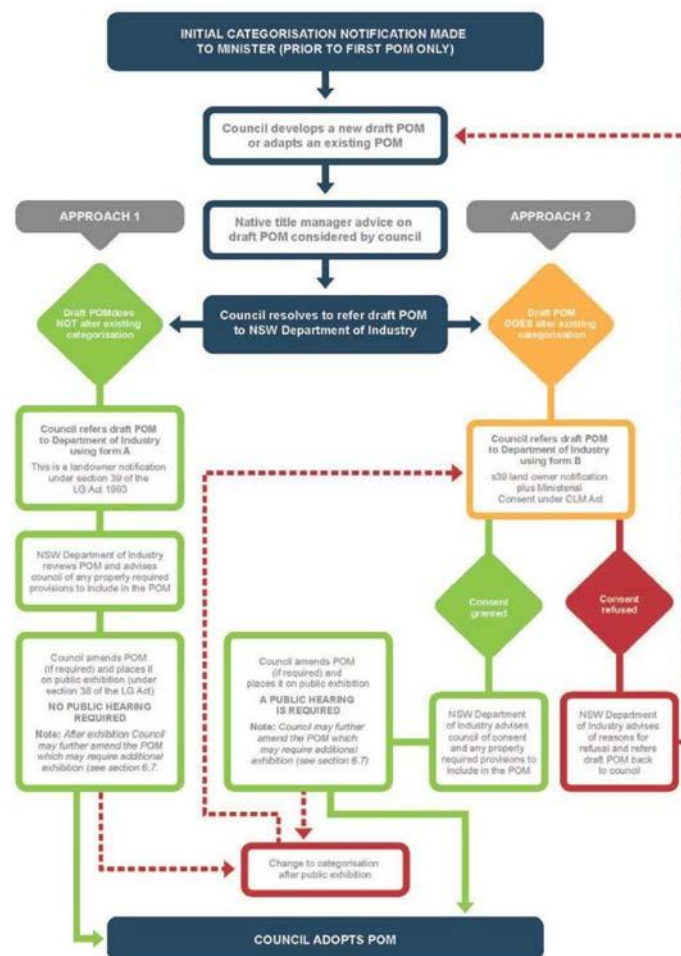 INITIAL CATEGORISATION NOTIFICATION MADE
TO MINISTER (PRIOR TO FIRST POM ONLY)
Council develops a new draft POM
or adapts an existing POM
APPROACH 1
Native title manager advice on
draft POM considered by council
APPROACH 2
Draft POMdoes
NOT alter existing
categorisation
Council resolves to refer draft POM
to NSW Department of Industry
Draft POM
DOES alter existing
categorisation
Council refers draft POM
to Department of Industry
using form A
This is a landowner notification
under section 39 of the
LG Act 1993
Council refers draft POM
to Department of Industry
using form B
s39 land owner notification
plus Ministerial
Consent under CLM Act
NSW Department of Industry
reviews POM and advises
council of any properly required
provisions to include in the POM
Consent
granted
Consent
refused
Council amends POM
(if required) and places it
on public exhibition (under
section 38 of the LG Act)
NO PUBLIC HEARING
REQUIRED
Note: After exhibition Council
may further amend the POM
which may require additional
exhibition (see section 6.7.
Council amends POM
(if required) and
places it on public exhibition
A PUBLIC HEARING
IS REQUIRED
Note: Council may further
amend the POM which
may require additional
exhibition (see section 6.7)
NSW Department
of Industry advises
council of consent
and any properly
required provisions to
include in the POM
NSW Department
of Industry advises
of reasons for
refusal and refers
draft POM back
to council
Change to categorisation
after public exhibition
COUNCIL ADOPTS POM